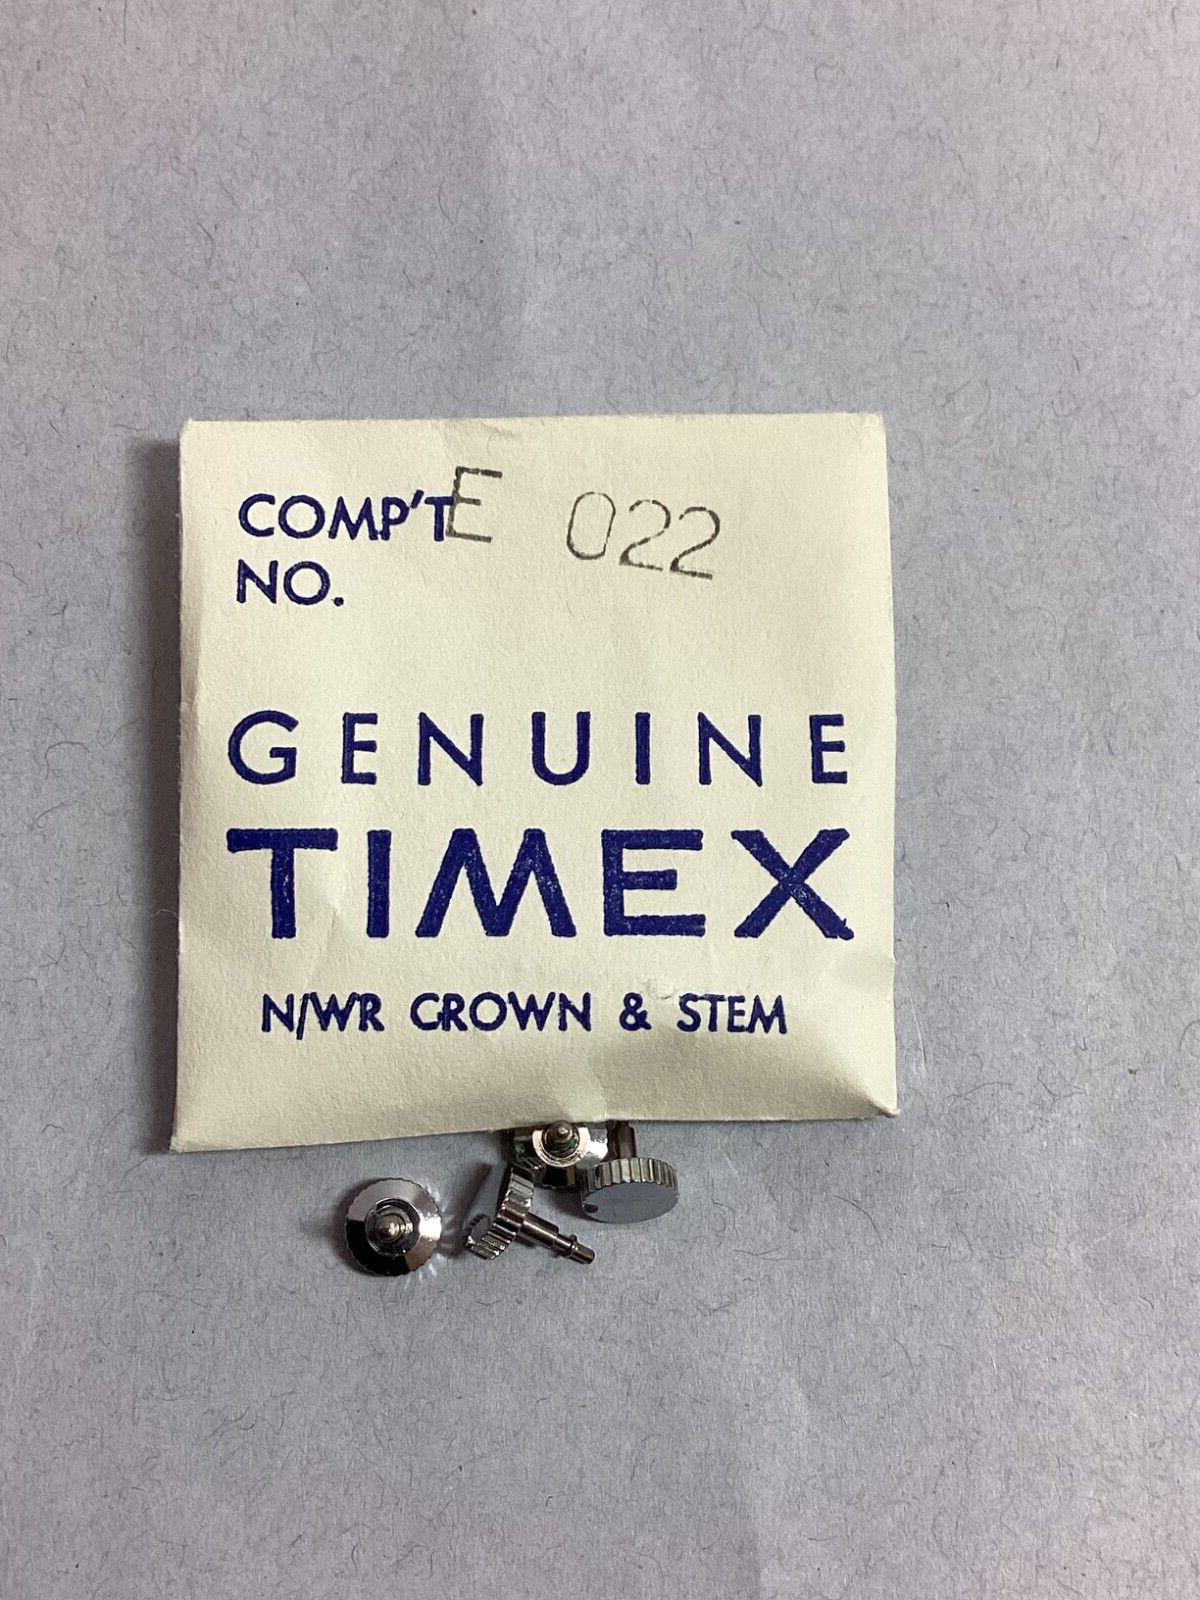 COMP'T E 022
NO.
GENUINE
TIMEX
N/WR CROWN & STEM